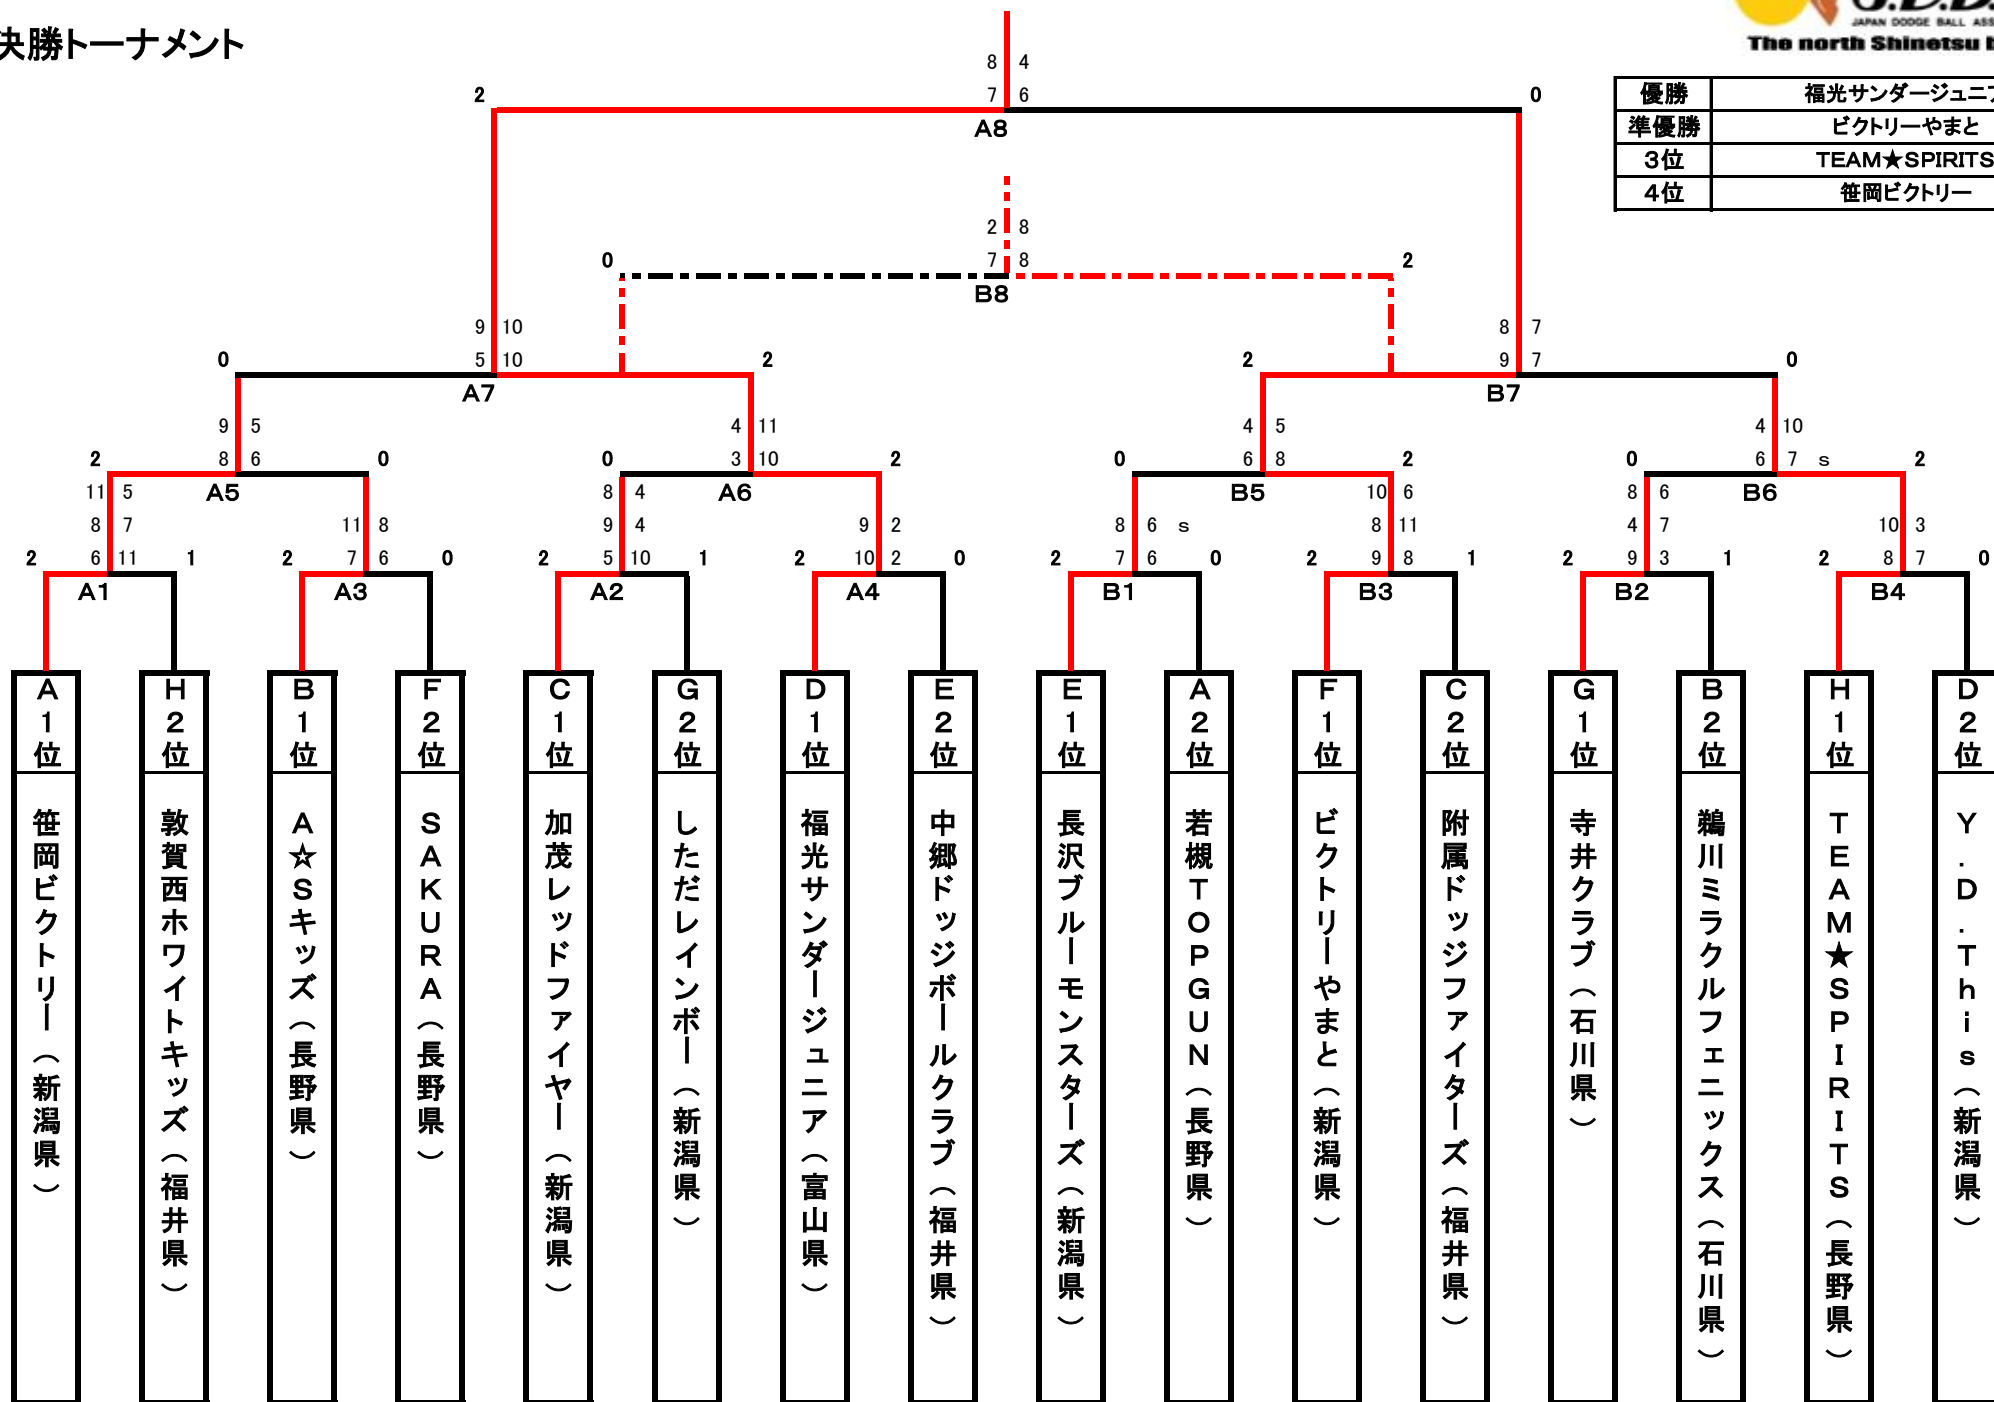 決勝トーナメント
JAPAN DODGE BALL ASS
The north Shinetsu b
優勝 福光サンダージュニア
準優勝 ビクトリーやまと
3位 TEAM★SPIRITS
4位 笹岡ビクトリー
8 4
2 7 6 0
A8
2 8
0 7 8 2
B8
9 10 8 7
0 5 10 2 2 9 7 0
A7 B7
9 5 4 11 4 5 4 10
2 8 6 0 0 3 10 2 0 6 8 2 0 6 7 s 2
11 5 A5 8 4 A6 B5 10 6 8 6 B6
8 7 11 8 9 4 9 2 8 6 s 8 11 4 7 10 3
2 6 11 1 2 7 6 0 2 5 10 1 2 10 2 0 2 7 6 0 2 9 8 1 2 9 3 1 2 8 7 0
A1 A3 A2 A4 B1 B3 B2 B4
A1位 笹岡ビクトリー（新潟県）
H2位 敦賀西ホワイトキッズ（福井県）
B1位 A☆Sキッズ（長野県）
F2位 SAKURA（長野県）
C1位 加茂レッドファイヤー（新潟県）
G2位 しただレインボー（新潟県）
D1位 福光サンダージュニア（富山県）
E2位 中郷ドッジボールクラブ（福井県）
E1位 長沢ブルーモンスターズ（新潟県）
A2位 若槻TOPGUN（長野県）
F1位 ビクトリーやまと（新潟県）
C2位 附属ドッジファイターズ（福井県）
G1位 寺井クラブ（石川県）
B2位 鵜川ミラクルフェニックス（石川県）
H1位 TEAM★SPIRITS（長野県）
D2位 Y.D.This（新潟県）